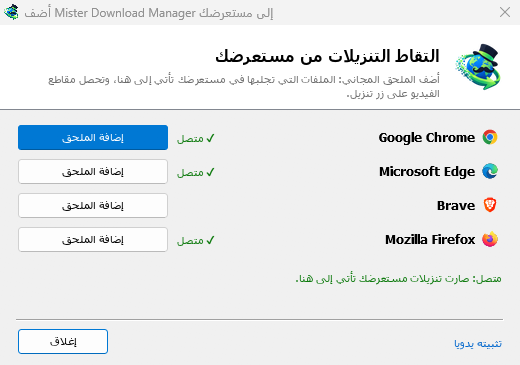 أضف Mister Download Manager إلى مستعرضك
التقاط التنزيلات من مستعرضك
أضف الملحق المجاني: الملفات التي تجلبها في مستعرضك تأتي إلى هنا، وتحصل مقاطع
الفيديو على زر تنزيل.
Google Chrome ✓ متصل إضافة الملحق
Microsoft Edge ✓ متصل إضافة الملحق
Brave إضافة الملحق
Mozilla Firefox ✓ متصل إضافة الملحق
متصل: صارت تنزيلات مستعرضك تأتي إلى هنا.
تثبيته يدويا إغلاق